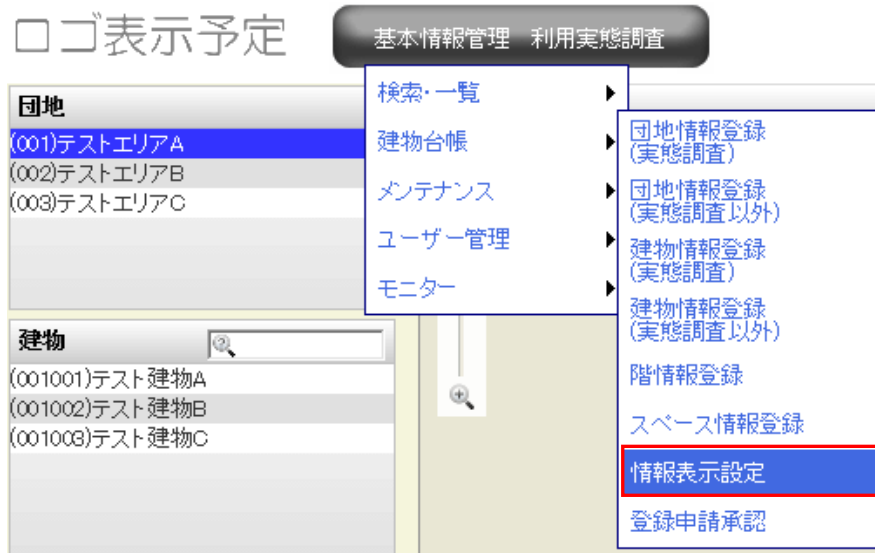 ロゴ表示予定
基本情報管理 利用実態調査
団地
(001)テストエリアA
(002)テストエリアB
(003)テストエリアC
建物
(001001)テスト建物A
(001002)テスト建物B
(001003)テスト建物C
検索・一覧
建物台帳
メンテナンス
ユーザー管理
モニター
団地情報登録
(実態調査)
団地情報登録
(実態調査以外)
建物情報登録
(実態調査)
建物情報登録
(実態調査以外)
階情報登録
スペース情報登録
情報表示設定
登録申請承認